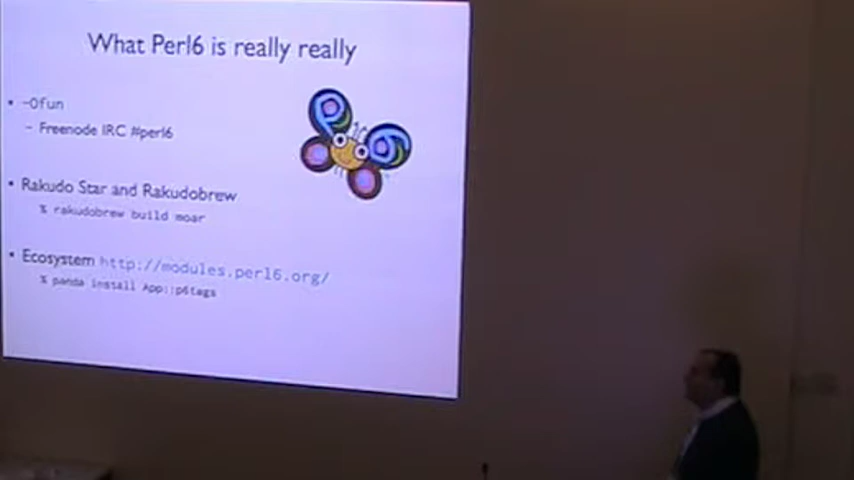 What Perl6 is really really
• -Ofun
– Freenode IRC #perl6
• Rakudo Star and Rakudobrew
% rakudobrew build moar
• Ecosystem http://modules.perl6.org/
% panda install App::p6tags
P 6